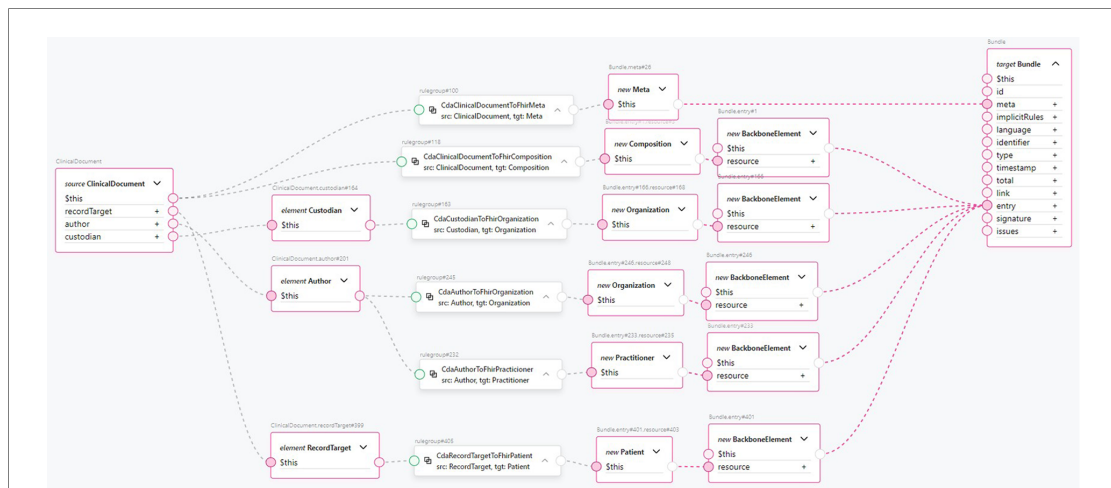 Bundle
target Bundle
$this
id
meta +
implicitRules +
language +
identifier +
type +
timestamp +
total +
link +
entry +
signature +
issues +
Bundle.meta#26
new Meta
$this
rulegroup#100
CdaClinicalDocumentToFhirMeta
src: ClinicalDocument, tgt: Meta
Bundle.entry#1
new BackboneElement
$this
resource +
new Composition
$this
rulegroup#118
CdaClinicalDocumentToFhirComposition
src: ClinicalDocument, tgt: Composition
ClinicalDocument
source ClinicalDocument
$this
recordTarget +
author +
custodian +
ClinicalDocument.custodian#164
element Custodian
$this
rulegroup#163
CdaCustodianToFhirOrganization
src: Custodian, tgt: Organization
Bundle.entry#166.resource#168
new Organization
$this
Bundle.entry#166
new BackboneElement
$this
resource +
ClinicalDocument.author#201
element Author
$this
rulegroup#245
CdaAuthorToFhirOrganization
src: Author, tgt: Organization
Bundle.entry#246.resource#248
new Organization
$this
Bundle.entry#246
new BackboneElement
$this
resource +
rulegroup#232
CdaAuthorToFhirPracticioner
src: Author, tgt: Practitioner
Bundle.entry#233.resource#235
new Practitioner
$this
Bundle.entry#233
new BackboneElement
$this
resource +
ClinicalDocument.recordTarget#399
element RecordTarget
$this
rulegroup#405
CdaRecordTargetToFhirPatient
src: RecordTarget, tgt: Patient
Bundle.entry#401.resource#403
new Patient
$this
Bundle.entry#401
new BackboneElement
$this
resource +